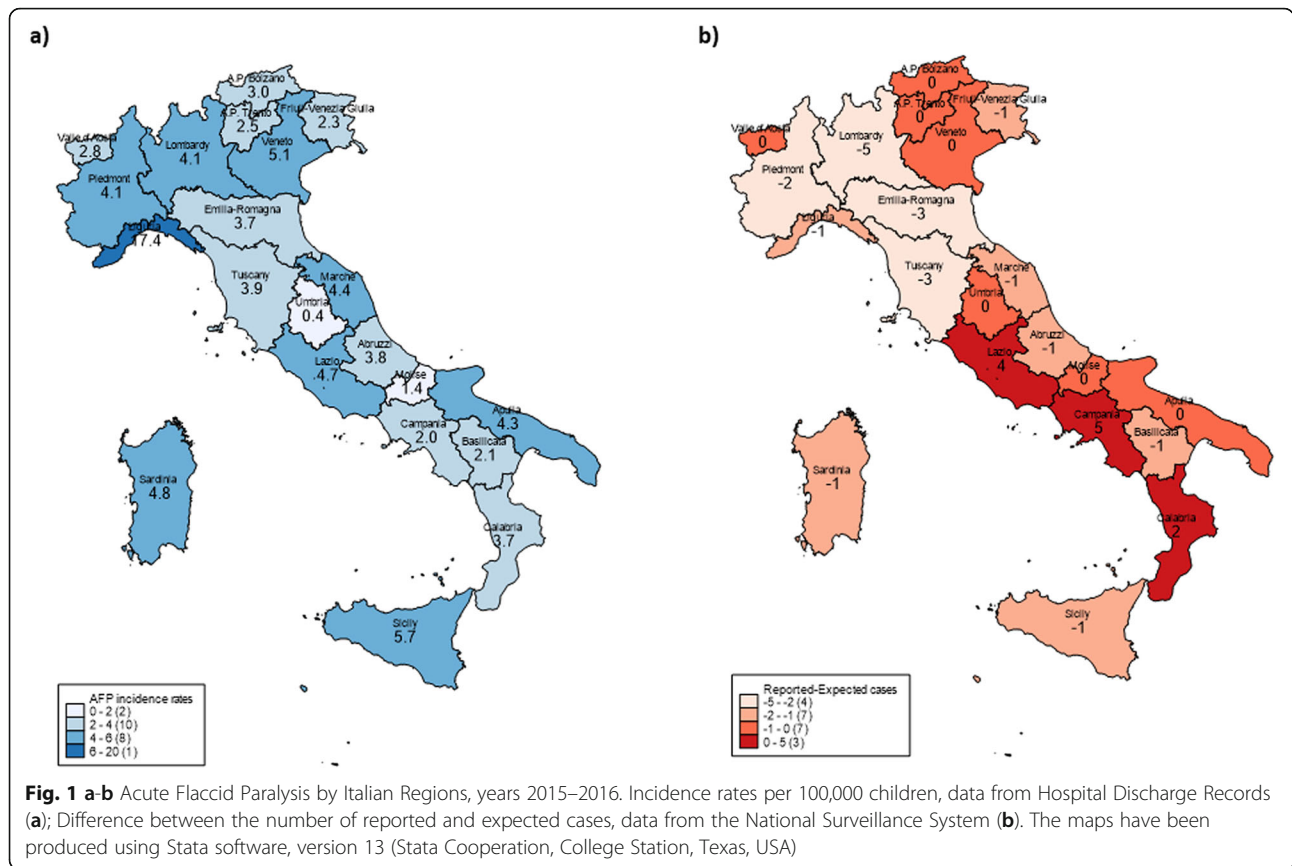 a)
A.P. Bolzano
3.0
A.P. Trento
2.5
Friuli-Venezia Giulia
2.3
Valle d'Aosta
2.8
Lombardy
4.1
Veneto
5.1
Piedmont
4.1
Emilia-Romagna
3.7
Liguria
17.4
Tuscany
3.9
Marche
4.4
Umbria
0.4
Abruzzi
3.8
Lazio
4.7
Molise
1.4
Apulia
4.3
Campania
2.0
Basilicata
2.1
Sardinia
4.8
Calabria
3.7
Sicily
5.7
AFP incidence rates
0 - 2 (2)
2 - 4 (10)
4 - 6 (8)
6 - 20 (1)
b)
A.P. Bolzano
0
A.P. Trento
0
Friuli-Venezia Giulia
-1
Valle d'Aosta
0
Lombardy
-5
Veneto
0
Piedmont
-2
Emilia-Romagna
-3
Liguria
-1
Tuscany
-3
Marche
-1
Umbria
0
Abruzzi
-1
Lazio
4
Molise
0
Apulia
0
Campania
5
Basilicata
-1
Sardinia
-1
Calabria
2
Sicily
-1
Reported-Expected cases
-5 - -2 (4)
-2 - -1 (7)
-1 - 0 (7)
0 - 5 (3)
Fig. 1 a-b Acute Flaccid Paralysis by Italian Regions, years 2015–2016. Incidence rates per 100,000 children, data from Hospital Discharge Records
(a); Difference between the number of reported and expected cases, data from the National Surveillance System (b). The maps have been
produced using Stata software, version 13 (Stata Cooperation, College Station, Texas, USA)